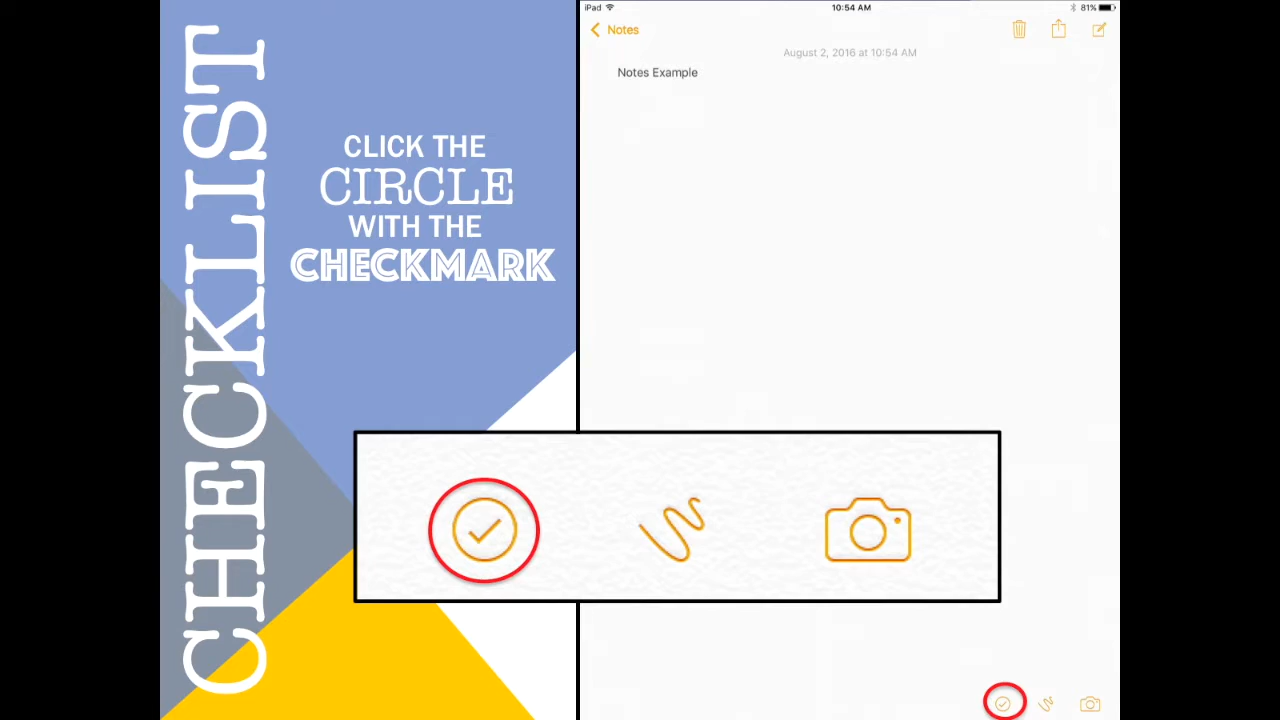 CHECKLIST
CLICK THE
CIRCLE
WITH THE
CHECKMARK
iPad 10:54 AM 81%
Notes
August 2, 2016 at 10:54 AM
Notes Example